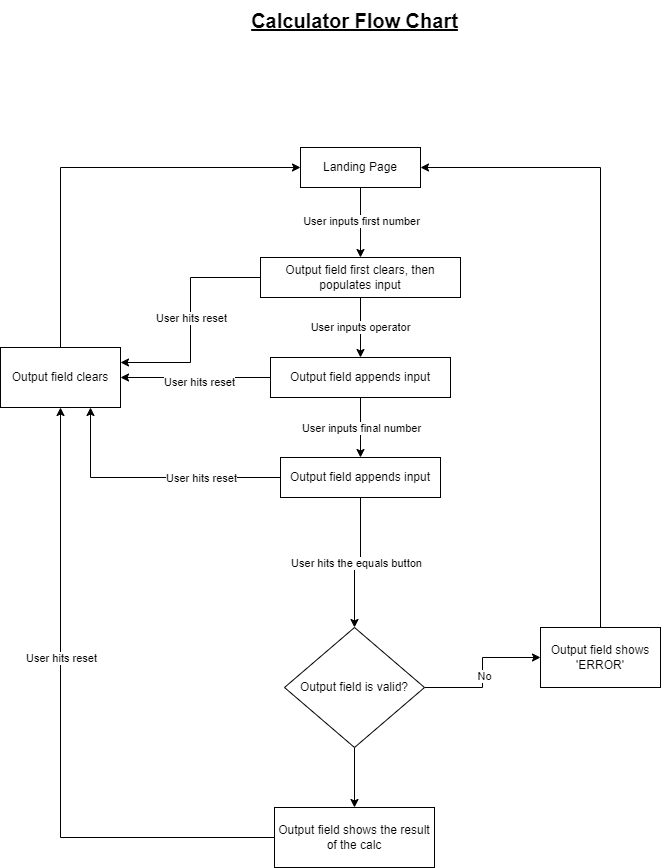 Calculator Flow Chart
Landing Page
User inputs first number
Output field first clears, then
populates input
User hits reset
User inputs operator
Output field clears
User hits reset
Output field appends input
User inputs final number
User hits reset
Output field appends input
User hits the equals button
User hits reset
Output field is valid?
No
Output field shows
'ERROR'
Output field shows the result
of the calc